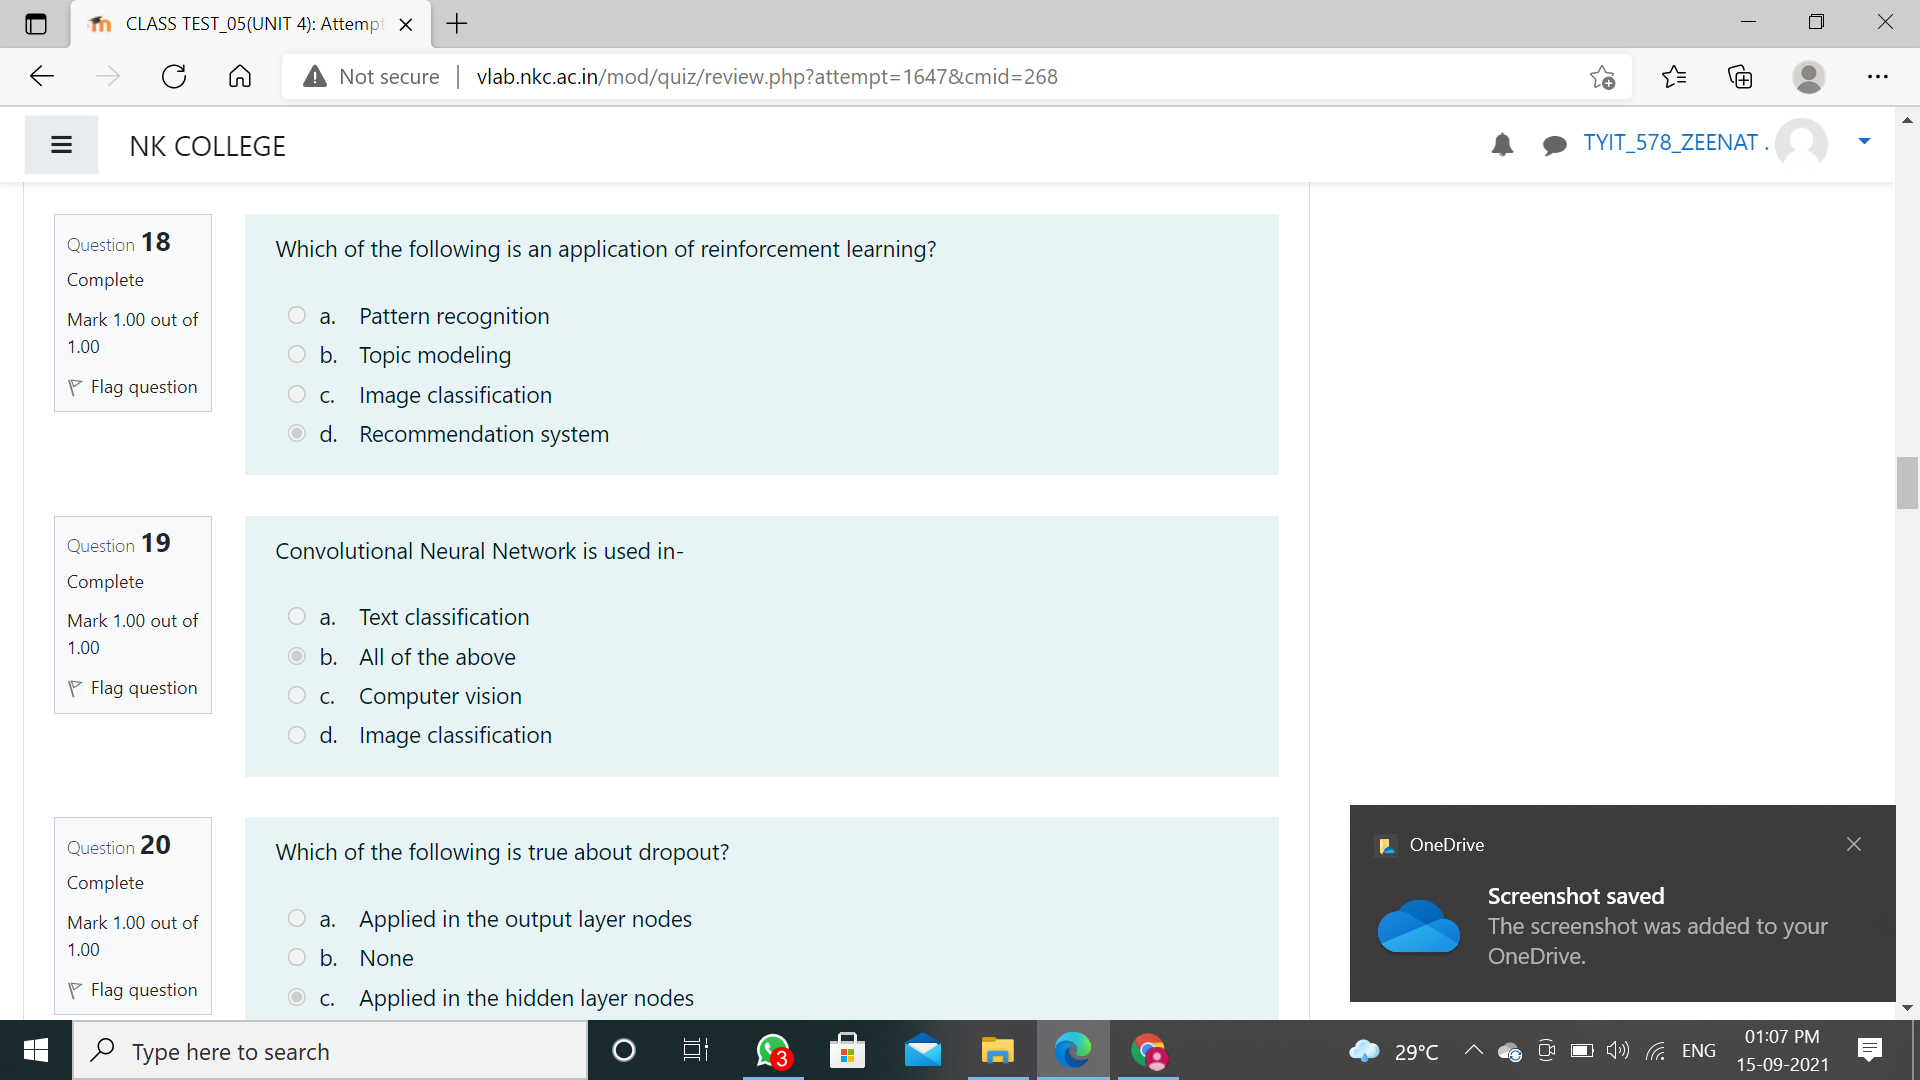 CLASS TEST_05(UNIT 4): Attempt
Not secure
vlab.nkc.ac.in/mod/quiz/review.php?attempt=1647&cmid=268
NK COLLEGE
TYIT_578_ZEENAT .
Question 18
Complete
Mark 1.00 out of
1.00
Flag question
Which of the following is an application of reinforcement learning?
a. Pattern recognition
b. Topic modeling
c. Image classification
d. Recommendation system
Question 19
Complete
Mark 1.00 out of
1.00
Flag question
Convolutional Neural Network is used in-
a. Text classification
b. All of the above
c. Computer vision
d. Image classification
Question 20
Complete
Mark 1.00 out of
1.00
Flag question
Which of the following is true about dropout?
a. Applied in the output layer nodes
b. None
c. Applied in the hidden layer nodes
OneDrive
Screenshot saved
The screenshot was added to your
OneDrive.
Type here to search
3
29°C
ENG
01:07 PM
15-09-2021